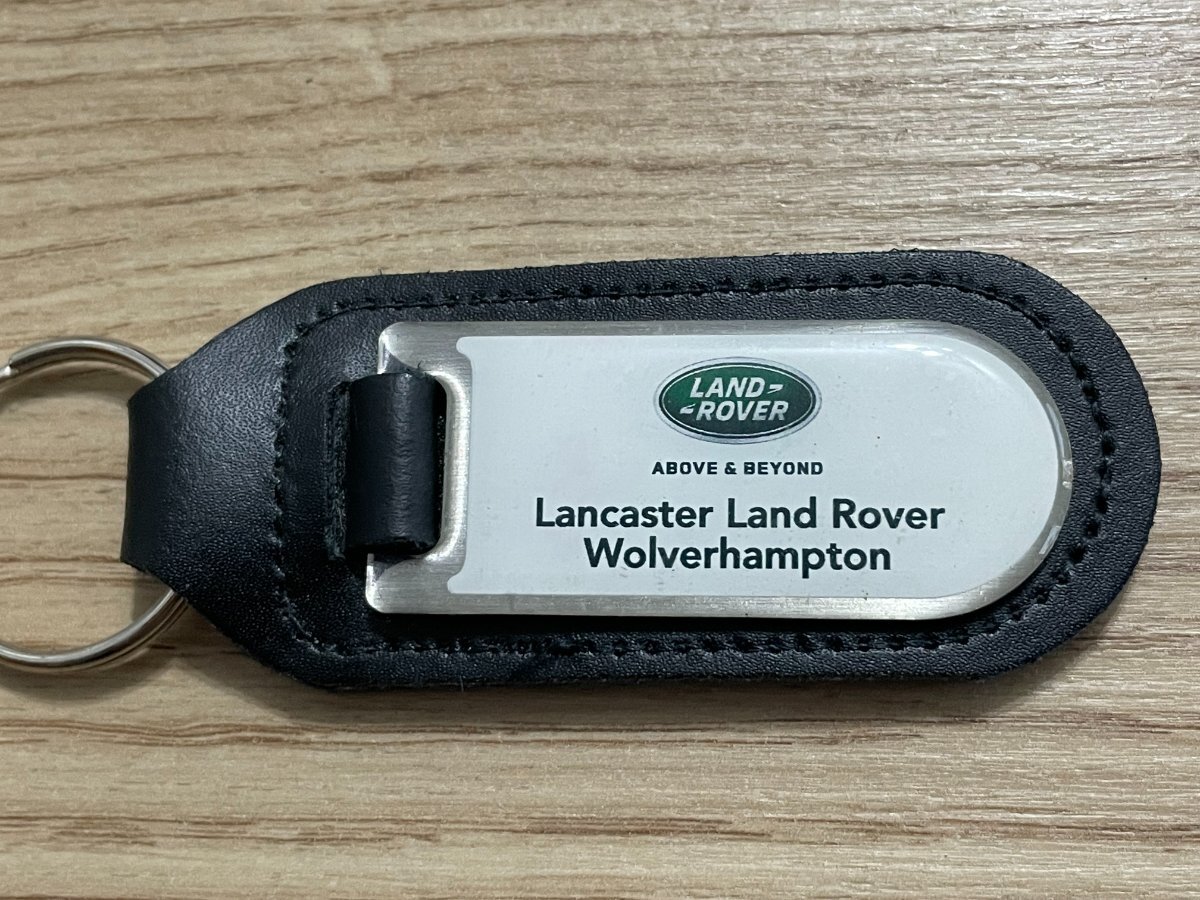 LAND-
-ROVER
ABOVE & BEYOND
Lancaster Land Rover
Wolverhampton